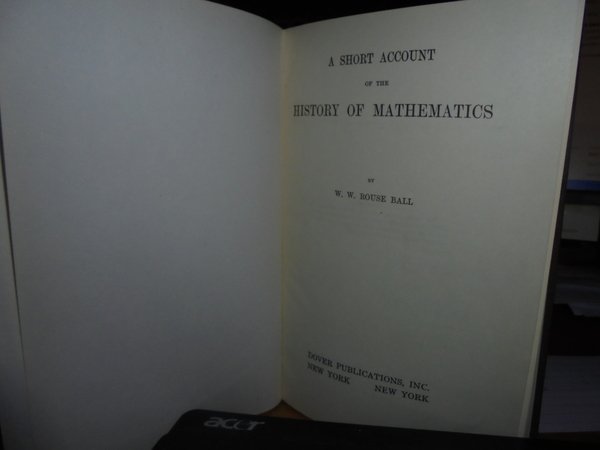 A SHORT ACCOUNT
OF THE
HISTORY OF MATHEMATICS
BY
W. W. ROUSE BALL
DOVER PUBLICATIONS, INC.
NEW YORK NEW YORK
acer